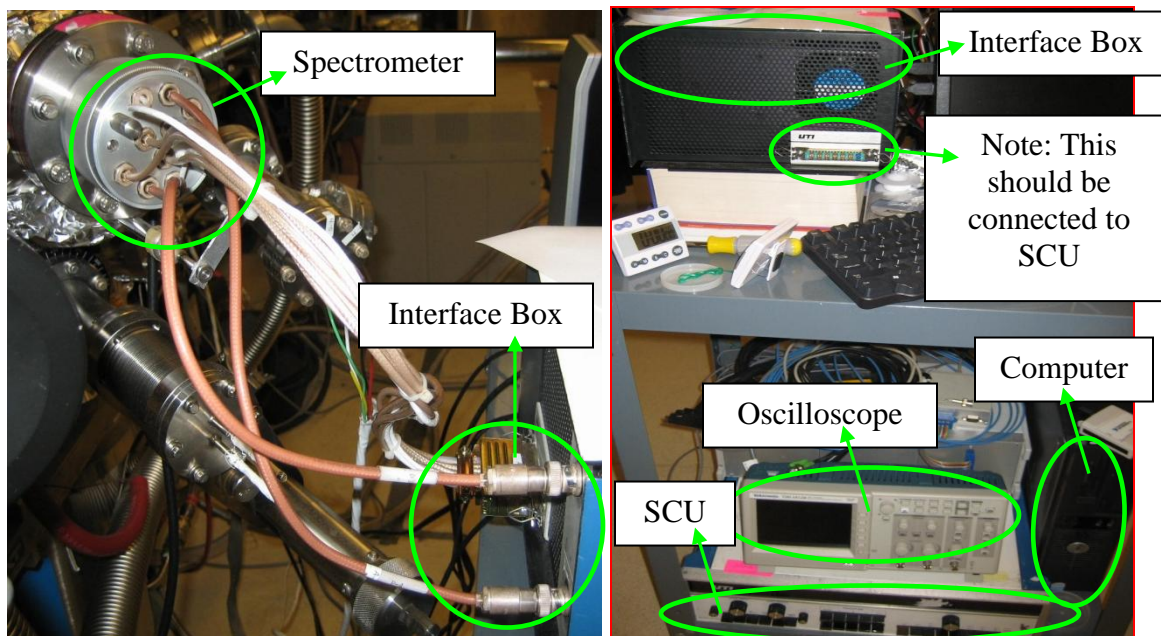 Spectrometer
Interface Box
Interface Box
UTI
Note: This
should be
connected to
SCU
Computer
Oscilloscope
SCU